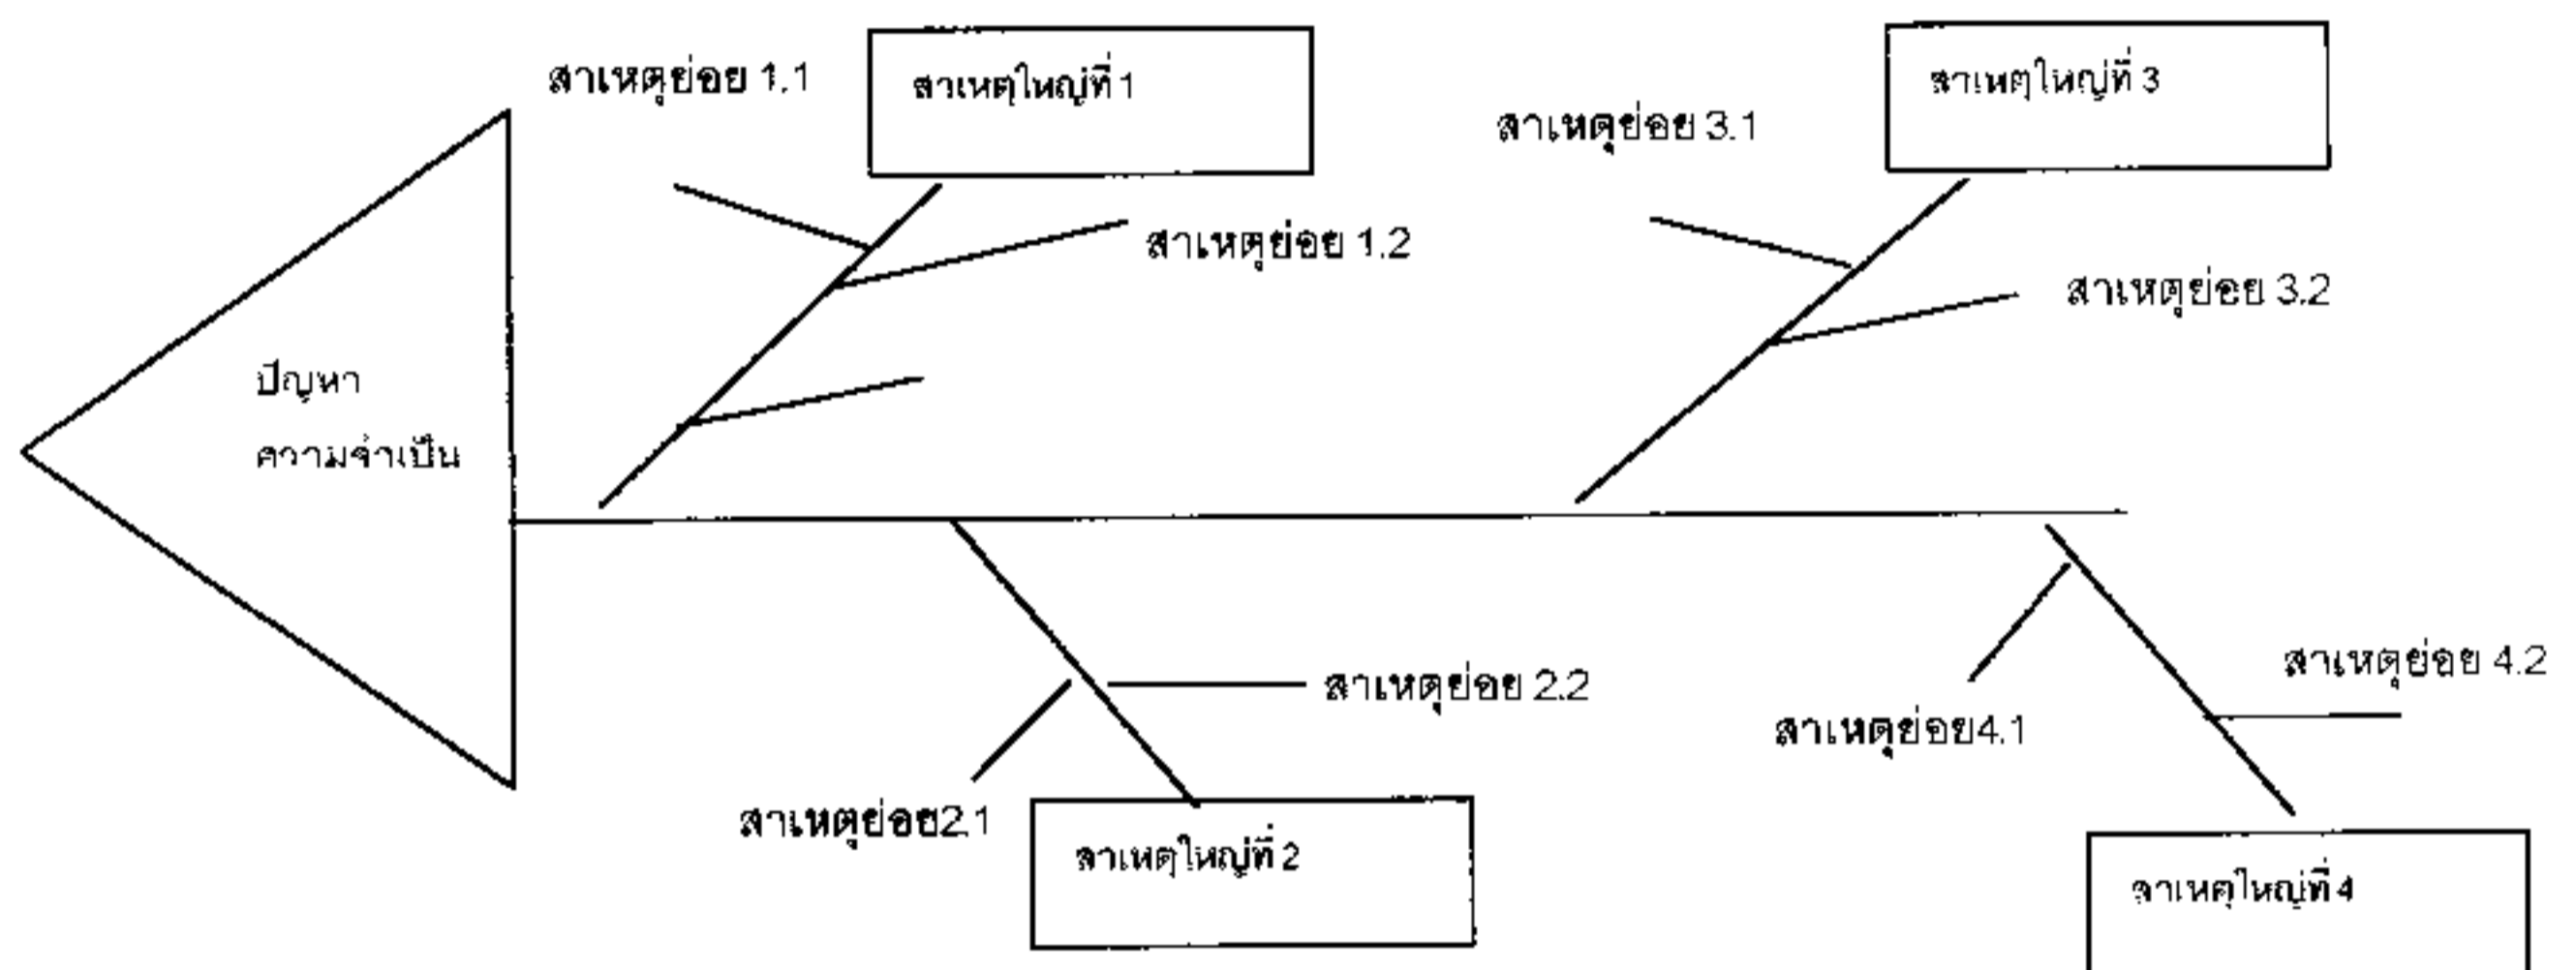 สาเหตุย่อย 1.1
สาเหตุใหญ่ที่ 1
สาเหตุใหญ่ที่ 3
สาเหตุย่อย 3.1
สาเหตุย่อย 1.2
สาเหตุย่อย 3.2
ปัญหา
ความจำเป็น
สาเหตุย่อย 2.2
สาเหตุย่อย 4.2
สาเหตุย่อย4.1
สาเหตุย่อย2.1
สาเหตุใหญ่ที่ 2
สาเหตุใหญ่ที่ 4